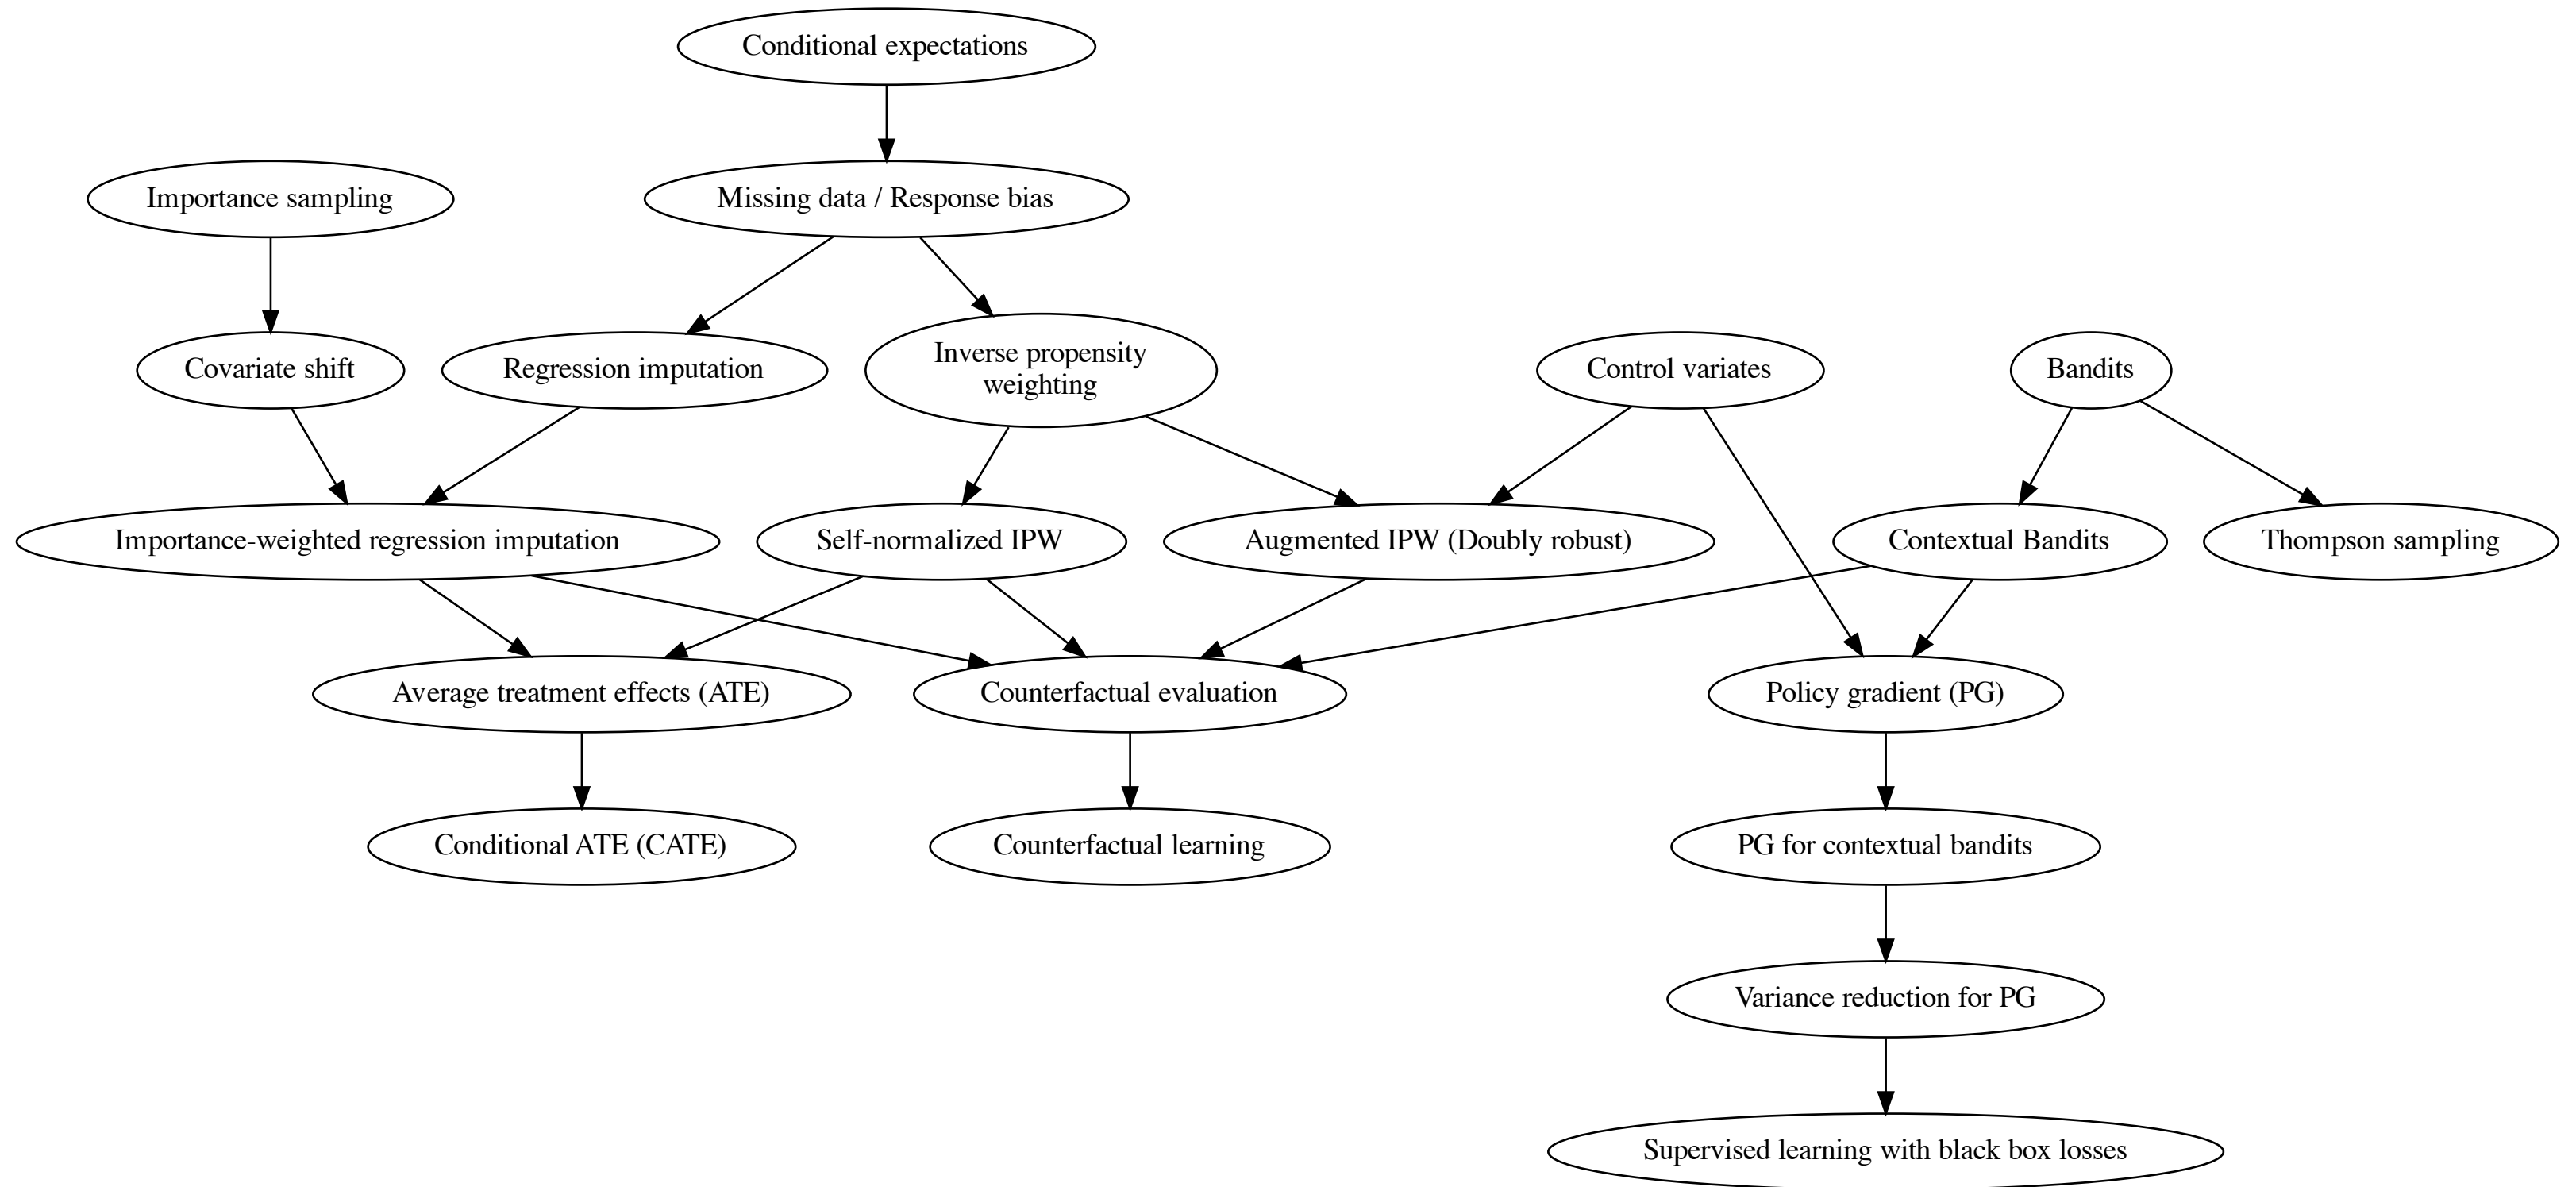 Conditional expectations
Importance sampling
Missing data / Response bias
Covariate shift
Regression imputation
Inverse propensity
weighting
Control variates
Bandits
Importance-weighted regression imputation
Self-normalized IPW
Augmented IPW (Doubly robust)
Contextual Bandits
Thompson sampling
Average treatment effects (ATE)
Counterfactual evaluation
Policy gradient (PG)
Conditional ATE (CATE)
Counterfactual learning
PG for contextual bandits
Variance reduction for PG
Supervised learning with black box losses